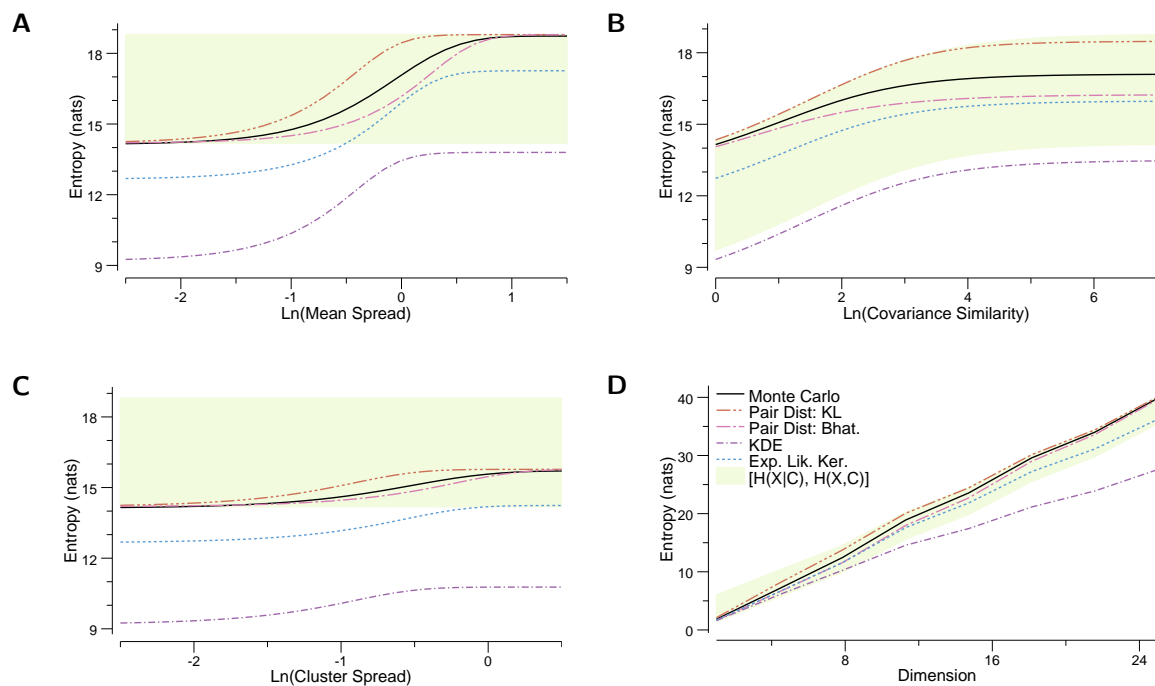 A
Entropy (nats)
18
15
12
9
-2
-1
0
1
Ln(Mean Spread)
B
Entropy (nats)
18
15
12
9
0
2
4
6
Ln(Covariance Similarity)
C
Entropy (nats)
18
15
12
9
-2
-1
0
Ln(Cluster Spread)
D
Entropy (nats)
40
30
20
10
0
Monte Carlo
Pair Dist: KL
Pair Dist: Bhat.
KDE
Exp. Lik. Ker.
[H(X|C), H(X,C)]
8
16
24
Dimension